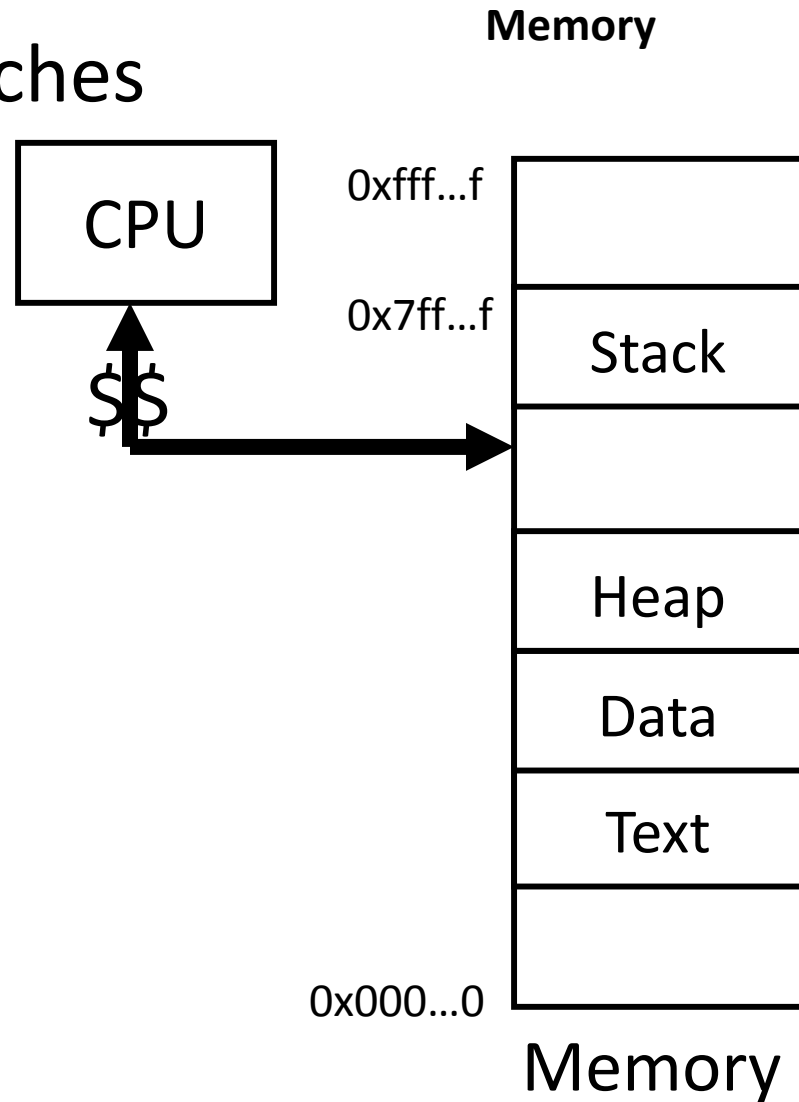 Memory
ches
CPU
0xfff...f
0x7ff...f
Stack
$$
Heap
Data
Text
0x000...0
Memory